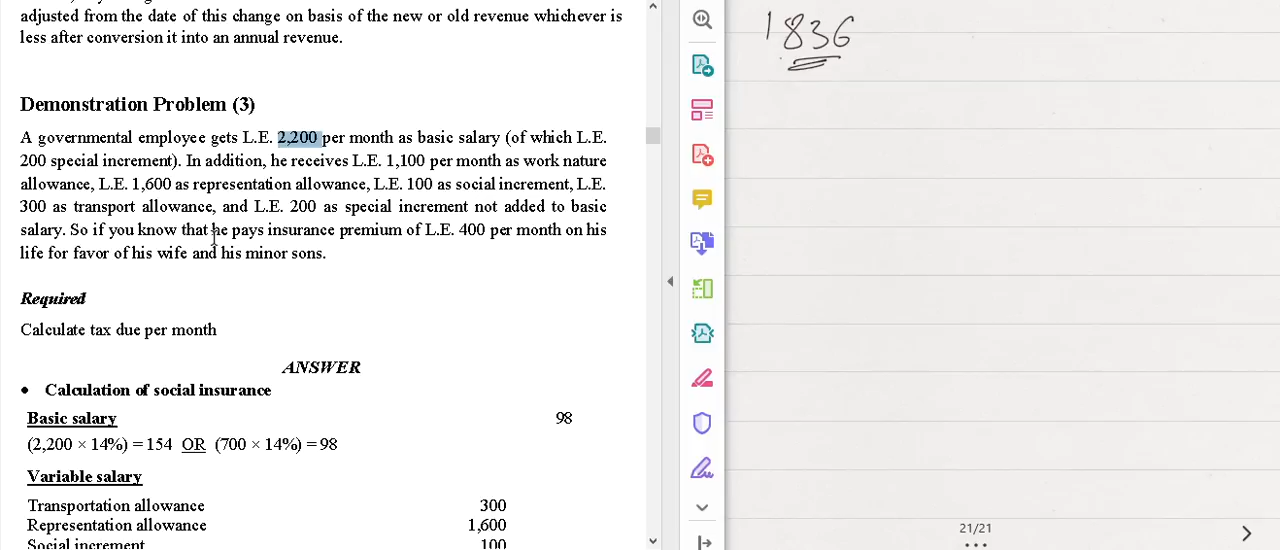 adjusted from the date of this change on basis of the new or old revenue whichever is
less after conversion it into an annual revenue.
Demonstration Problem (3)
A governmental employee gets L.E. 2,200 per month as basic salary (of which L.E.
200 special increment). In addition, he receives L.E. 1,100 per month as work nature
allowance, L.E. 1,600 as representation allowance, L.E. 100 as social increment, L.E.
300 as transport allowance, and L.E. 200 as special increment not added to basic
salary. So if you know that he pays insurance premium of L.E. 400 per month on his
life for favor of his wife and his minor sons.
Required
Calculate tax due per month
ANSWER
• Calculation of social insurance
Basic salary 98
(2,200 × 14%) = 154 OR (700 × 14%) = 98
Variable salary
Transportation allowance 300
Representation allowance 1,600
Social increment 100
1836
21/21